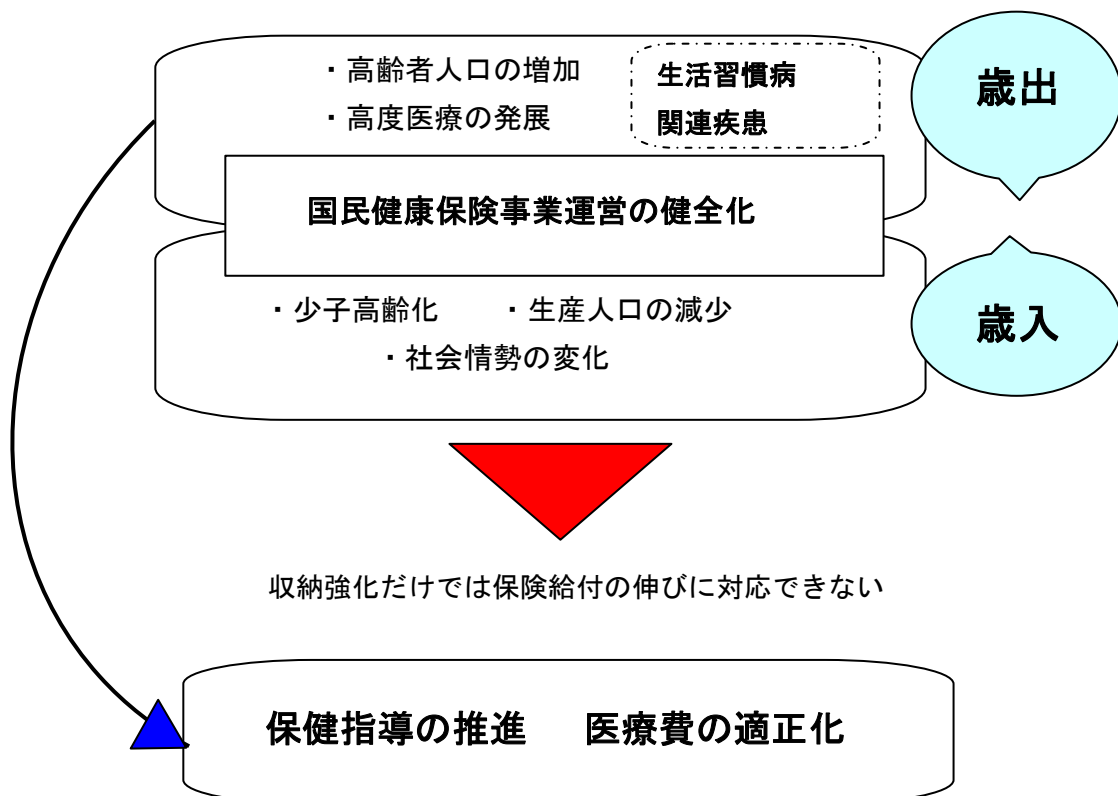 ・高齢者人口の増加
・高度医療の発展
生活習慣病
関連疾患
歳出
国民健康保険事業運営の健全化
・少子高齢化 ・生産人口の減少
・社会情勢の変化
歳入
収納強化だけでは保険給付の伸びに対応できない
保健指導の推進 医療費の適正化